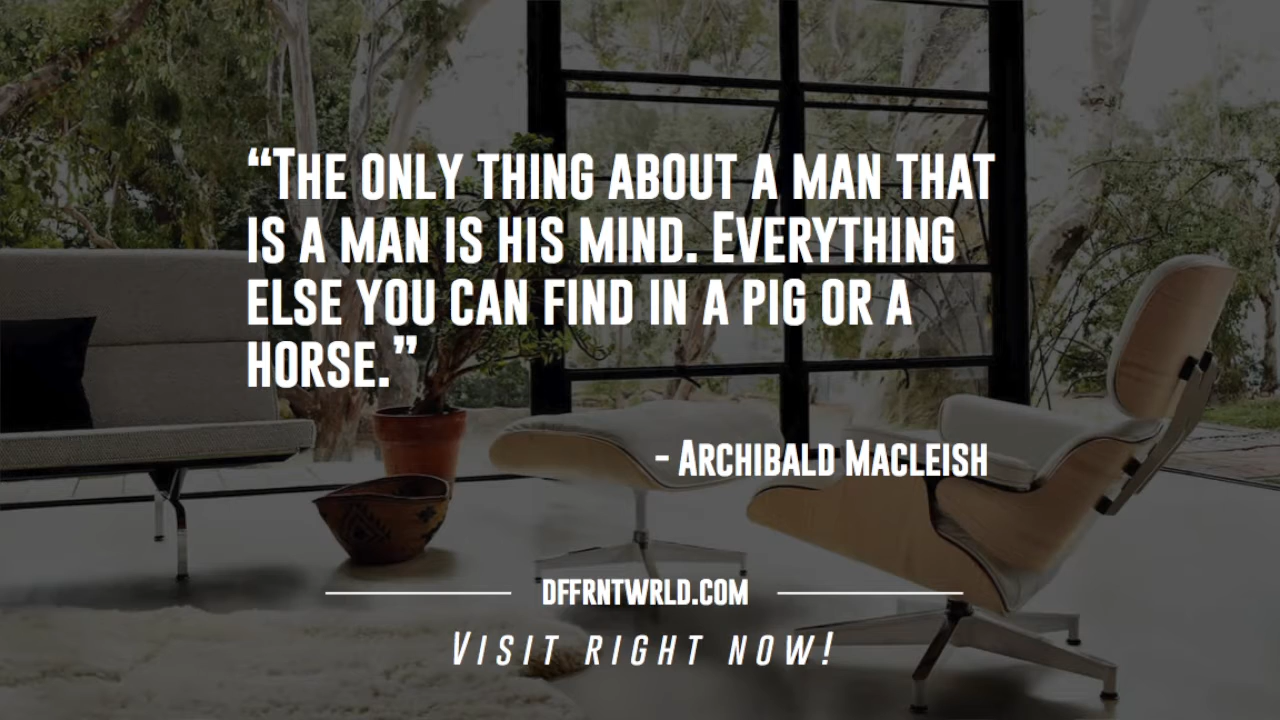 “The only thing about a man that
is a man is his mind. Everything
else you can find in a pig or a
horse.”
- Archibald Macleish
dffrntwrld.com
Visit right now!